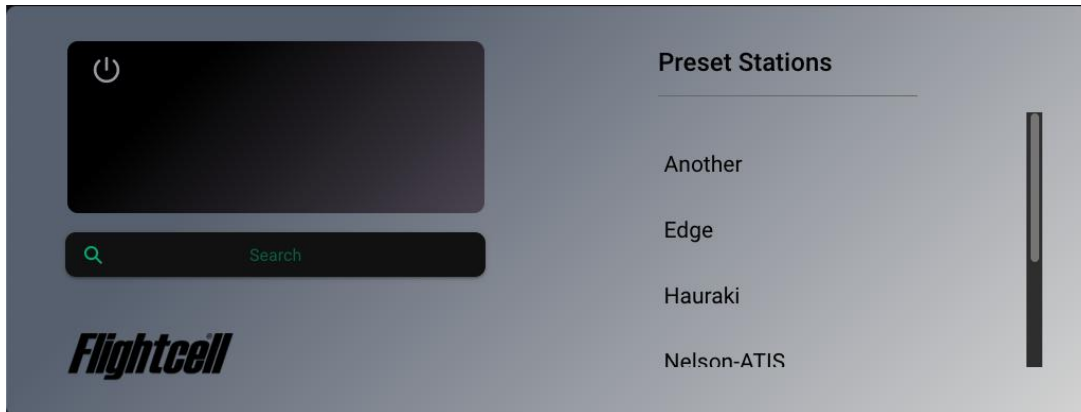 Search
Flightcell
Preset Stations
Another
Edge
Hauraki
Nelson-ATIS